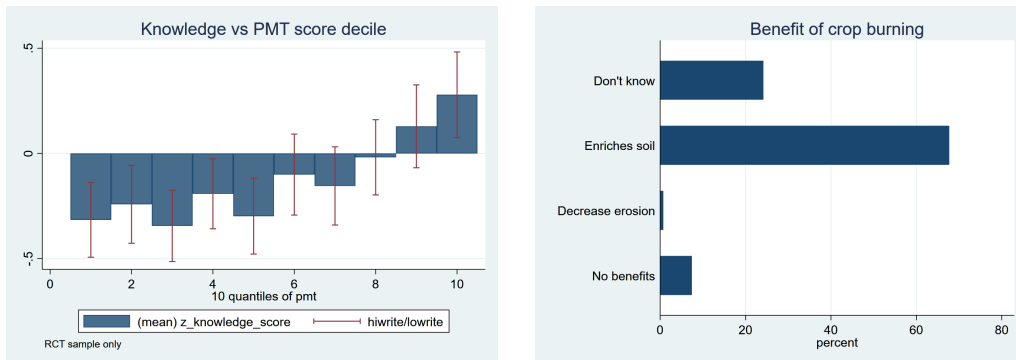 Knowledge vs PMT score decile
.5
0
-.5
0 2 4 6 8 10
10 quantiles of pmt
(mean) z_knowledge_score hiwrite/lowrite
RCT sample only
Benefit of crop burning
Don't know
Enriches soil
Decrease erosion
No benefits
0 20 40 60 80
percent